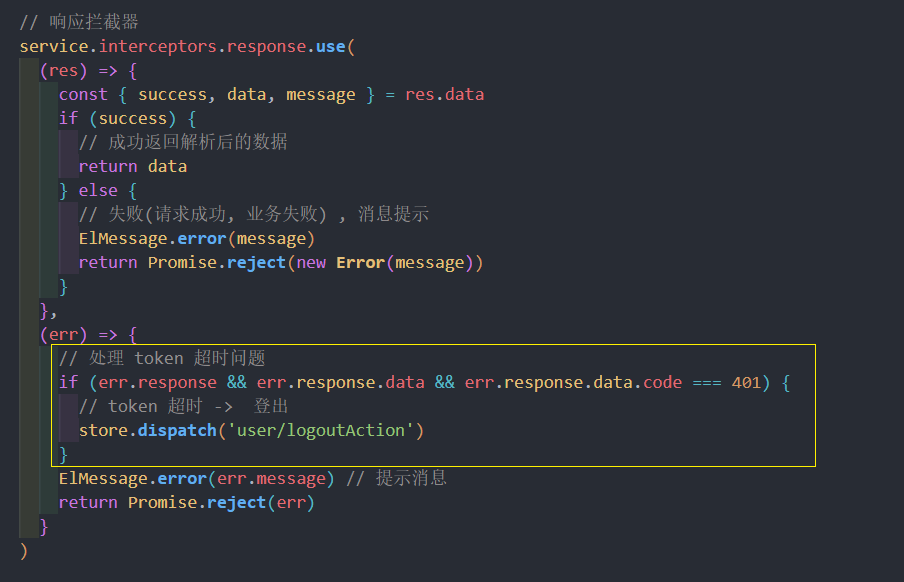 // 响应拦截器
service.interceptors.response.use(
(res) => {
const { success, data, message } = res.data
if (success) {
// 成功返回解析后的数据
return data
} else {
// 失败(请求成功, 业务失败) , 消息提示
ElMessage.error(message)
return Promise.reject(new Error(message))
}
},
(err) => {
// 处理 token 超时问题
if (err.response && err.response.data && err.response.data.code === 401) {
// token 超时 ->  登出
store.dispatch('user/logoutAction')
}
ElMessage.error(err.message) // 提示消息
return Promise.reject(err)
}
)